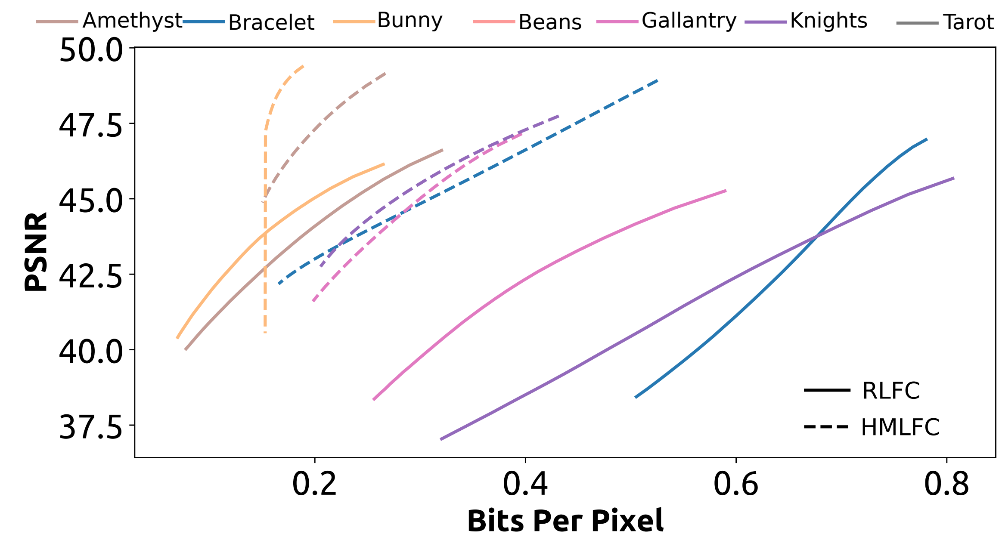 Amethyst Bracelet Bunny Beans Gallantry Knights Tarot
50.0
47.5
45.0
42.5
40.0
37.5
PSNR
RLFC
HMLFC
0.2 0.4 0.6 0.8
Bits Per Pixel